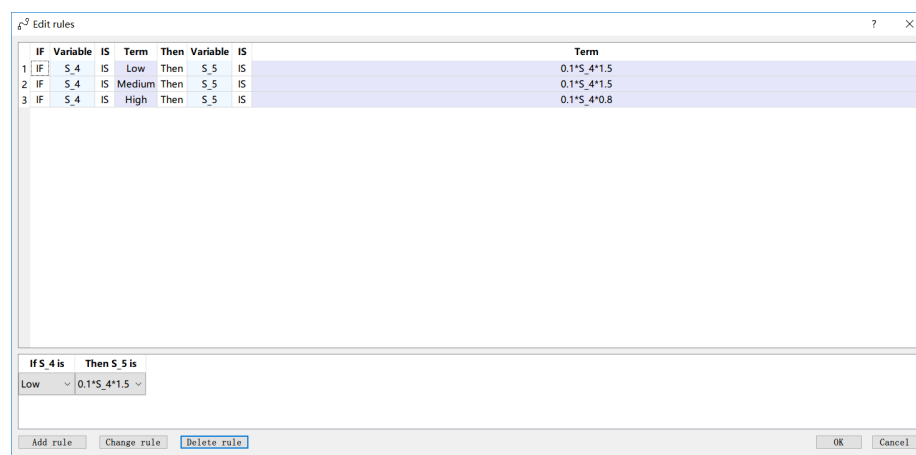 Edit rules ? ×
IF Variable IS Term Then Variable IS Term
1 IF S_4 IS Low Then S_5 IS 0.1*S_4*1.5
2 IF S_4 IS Medium Then S_5 IS 0.1*S_4*1.5
3 IF S_4 IS High Then S_5 IS 0.1*S_4*0.8
If S_4 is Then S_5 is
Low 0.1*S_4*1.5
Add rule Change rule Delete rule OK Cancel